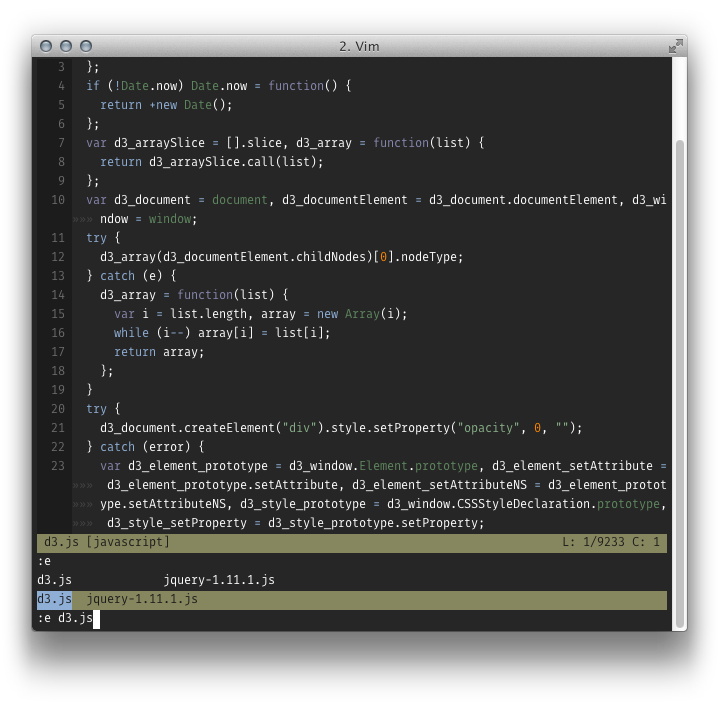 2. Vim
3 };
4 if (!Date.now) Date.now = function() {
5 return +new Date();
6 };
7 var d3_arraySlice = [].slice, d3_array = function(list) {
8 return d3_arraySlice.call(list);
9 };
10 var d3_document = document, d3_documentElement = d3_document.documentElement, d3_wi
»»» ndow = window;
11 try {
12 d3_array(d3_documentElement.childNodes)[0].nodeType;
13 } catch (e) {
14 d3_array = function(list) {
15 var i = list.length, array = new Array(i);
16 while (i--) array[i] = list[i];
17 return array;
18 };
19 }
20 try {
21 d3_document.createElement("div").style.setProperty("opacity", 0, "");
22 } catch (error) {
23 var d3_element_prototype = d3_window.Element.prototype, d3_element_setAttribute =
»»» d3_element_prototype.setAttribute, d3_element_setAttributeNS = d3_element_protot
»»» ype.setAttributeNS, d3_style_prototype = d3_window.CSSStyleDeclaration.prototype,
»»» d3_style_setProperty = d3_style_prototype.setProperty;
d3.js [javascript] L: 1/9233 C: 1
:e
d3.js jquery-1.11.1.js
d3.js jquery-1.11.1.js
:e d3.js